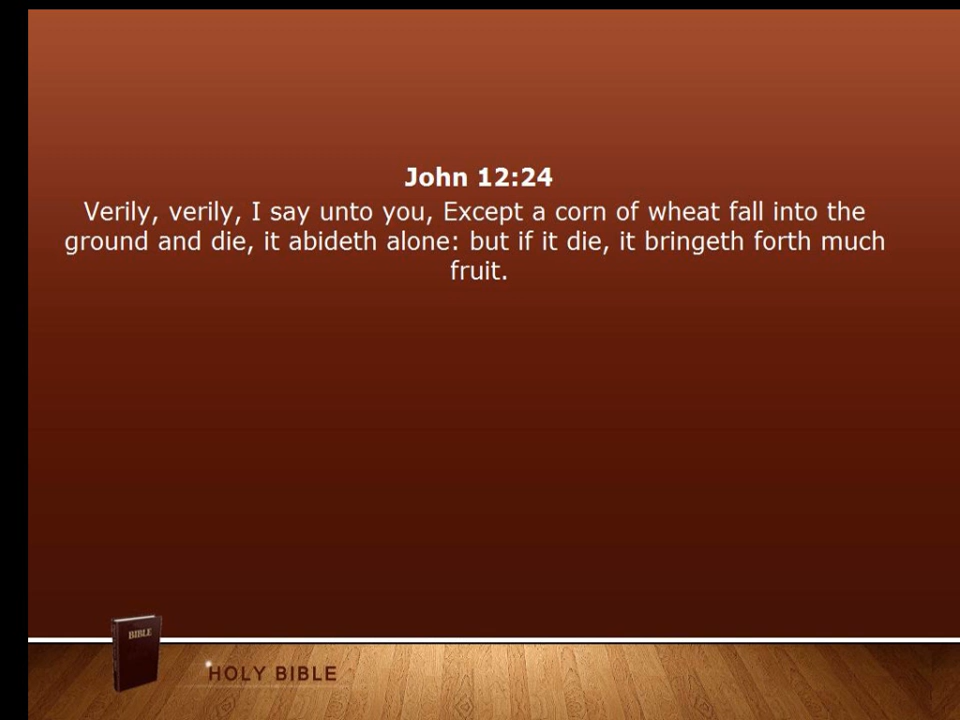 John 12:24
Verily, verily, I say unto you, Except a corn of wheat fall into the
ground and die, it abideth alone: but if it die, it bringeth forth much
fruit.
BIBLE
HOLY BIBLE